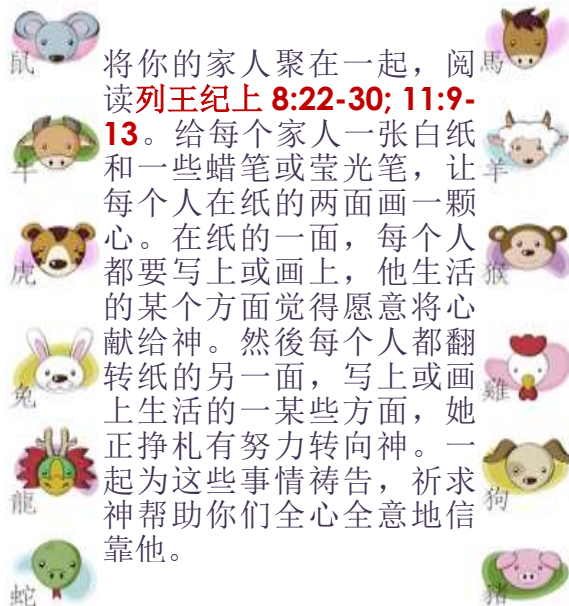 鼠
牛
虎
兔
龍
蛇
将你的家人聚在一起，阅
读列王纪上 8:22-30; 11:9-
13。给每个家人一张白纸
和一些蜡笔或莹光笔，让
每个人在纸的两面画一颗
心。在纸的一面，每个人
都要写上或画上，他生活
的某个方面觉得愿意将心
献给神。然後每个人都翻
转纸的另一面，写上或画
上生活的一某些方面，她
正挣札有努力转向神。一
起为这些事情祷告，祈求
神帮助你们全心全意地信
靠他。
馬
羊
猴
雞
狗
猪